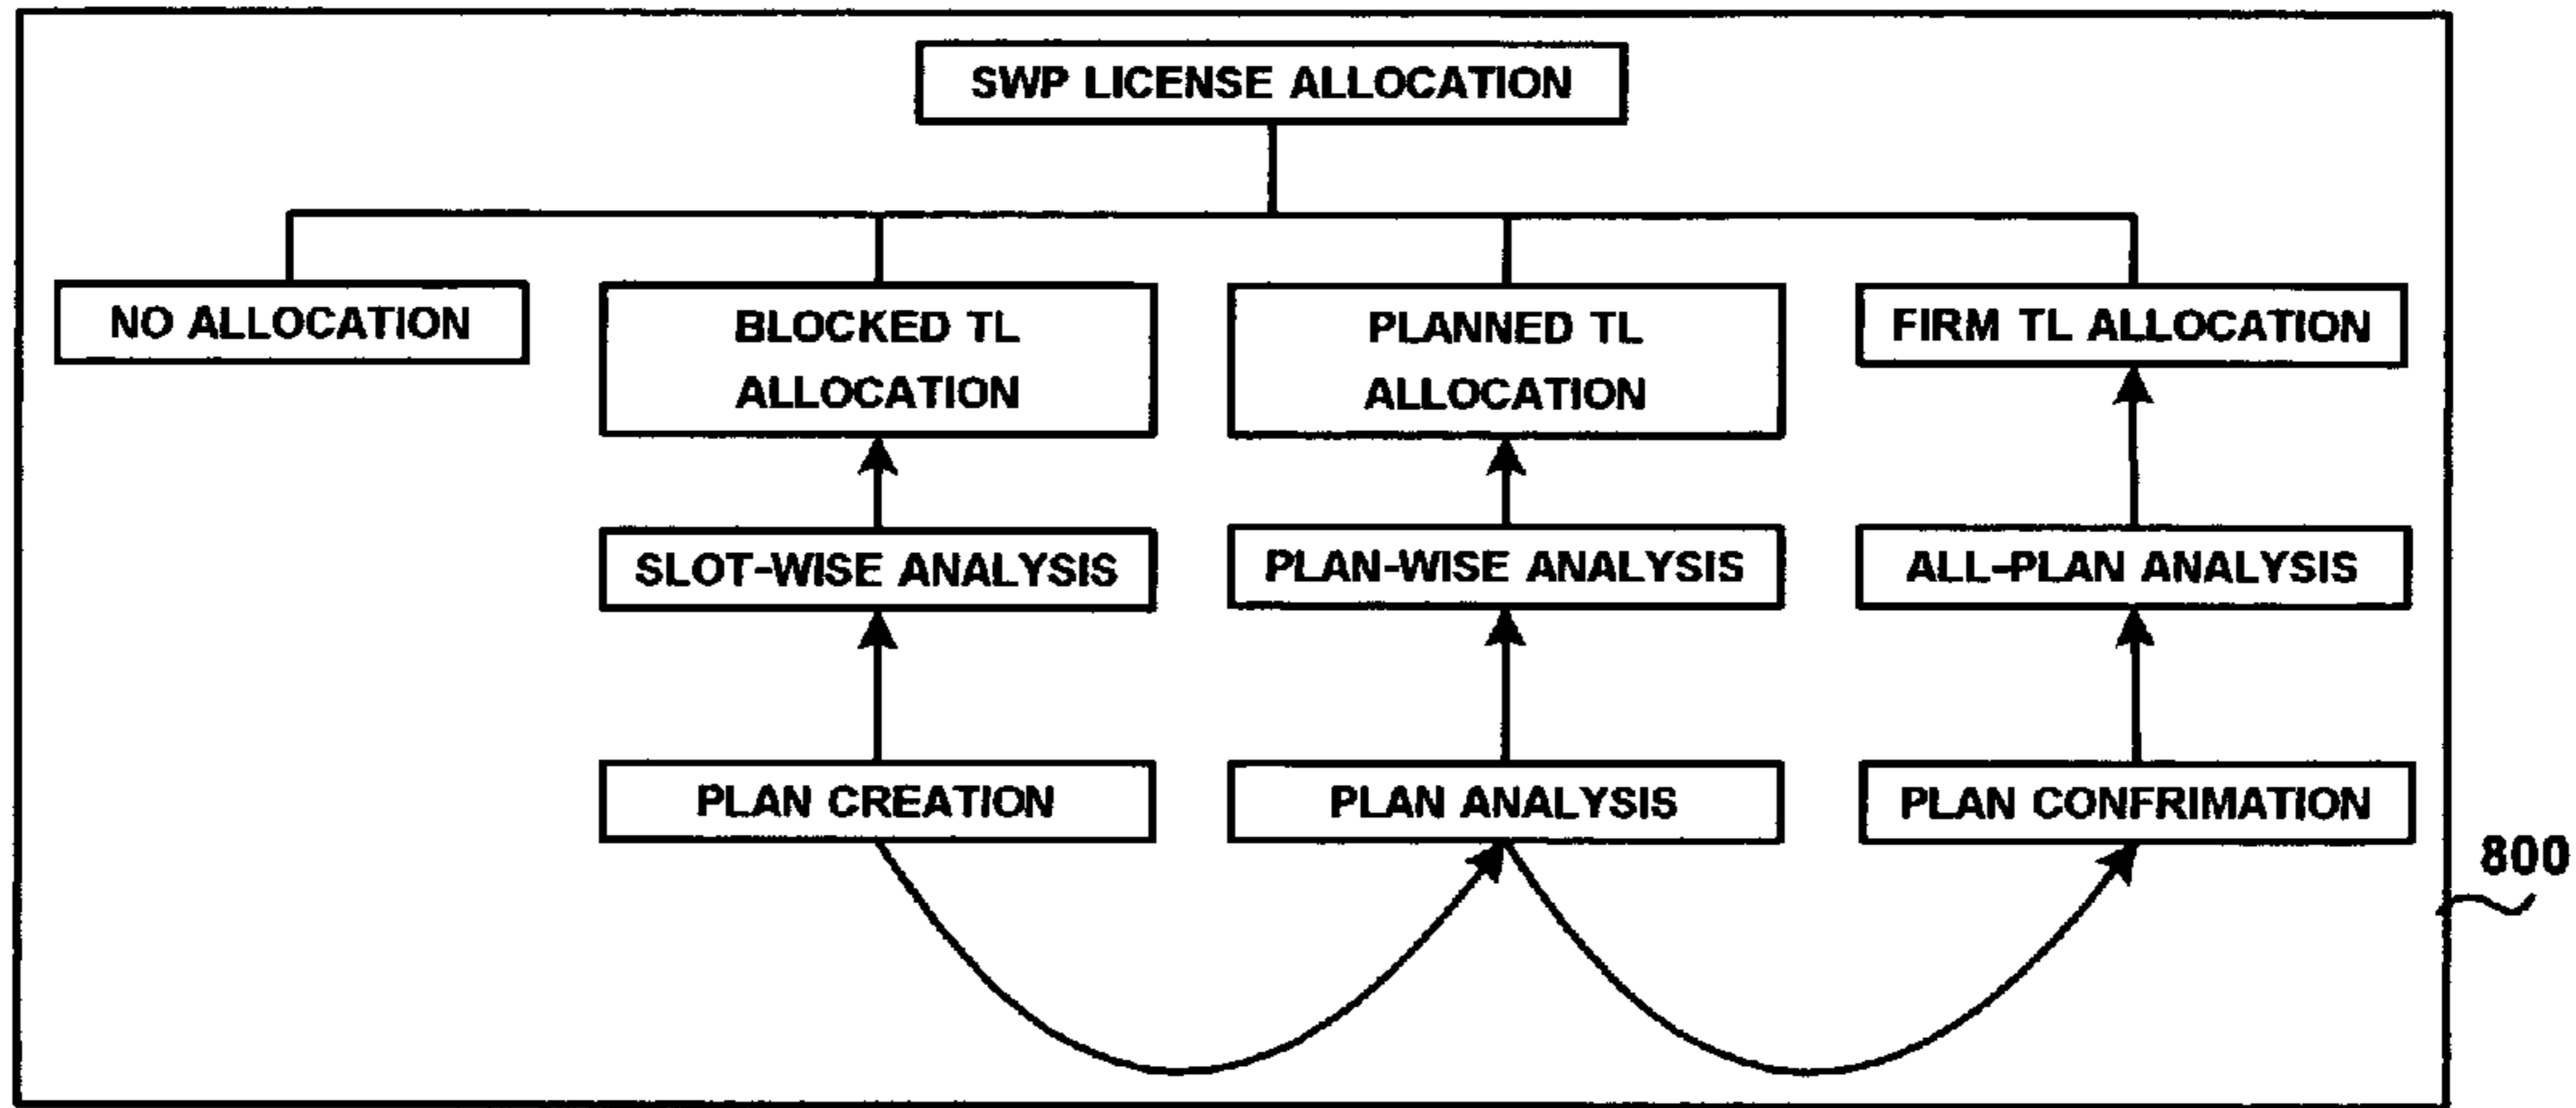 SWP LICENSE ALLOCATION
NO ALLOCATION
BLOCKED TL
ALLOCATION
PLANNED TL
ALLOCATION
FIRM TL ALLOCATION
SLOT-WISE ANALYSIS
PLAN-WISE ANALYSIS
ALL-PLAN ANALYSIS
PLAN CREATION
PLAN ANALYSIS
PLAN CONFRIMATION
800